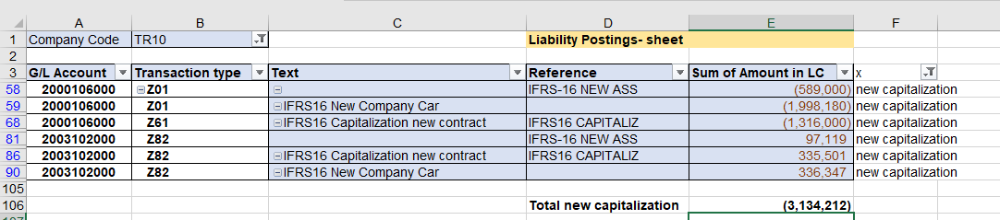 A B C D E F
1 Company Code TR10 Liability Postings- sheet
2
3 G/L Account Transaction type Text Reference Sum of Amount in LC x
58 2000106000 Z01 IFRS-16 NEW ASS (589,000) new capitalization
59 2000106000 Z01 IFRS16 New Company Car (1,998,180) new capitalization
68 2000106000 Z61 IFRS16 Capitalization new contract IFRS16 CAPITALIZ (1,316,000) new capitalization
81 2003102000 Z82 IFRS-16 NEW ASS 97,119 new capitalization
86 2003102000 Z82 IFRS16 Capitalization new contract IFRS16 CAPITALIZ 335,501 new capitalization
90 2003102000 Z82 IFRS16 New Company Car 336,347 new capitalization
105
106 Total new capitalization (3,134,212)